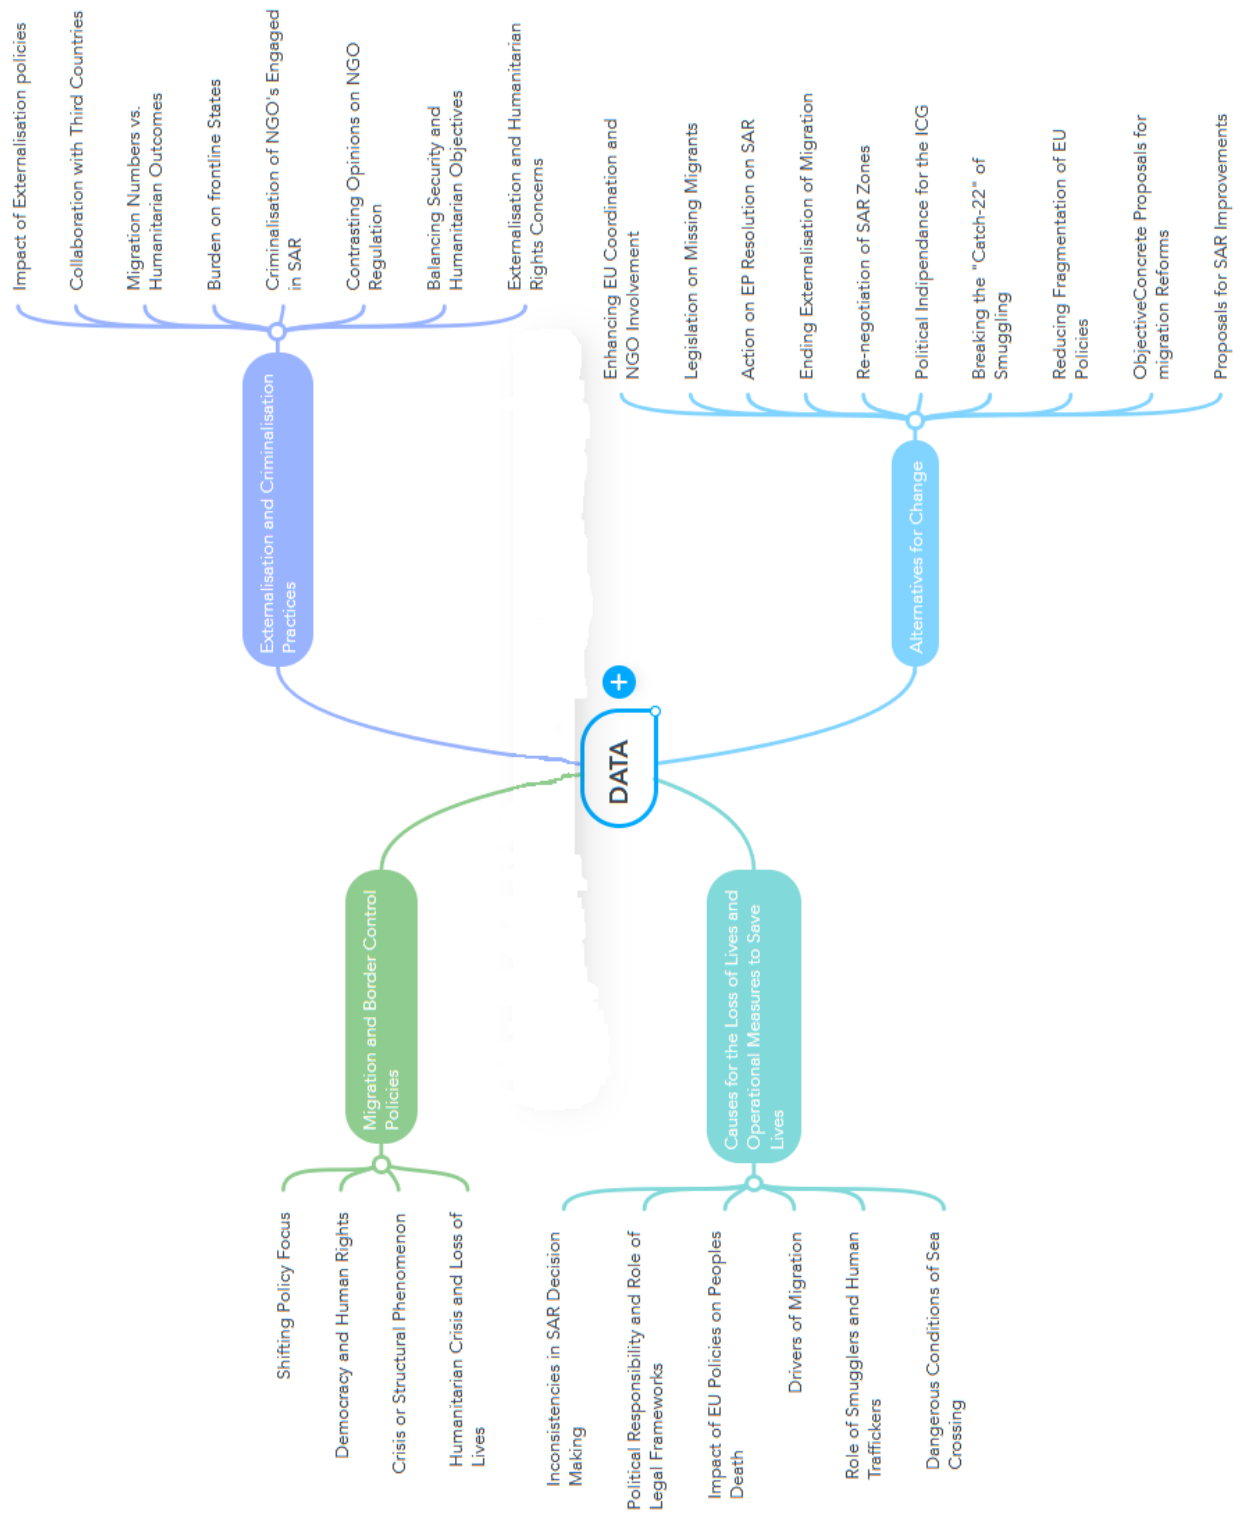 Impact of Externalisation policies
Collaboration with Third Countries
Migration Numbers vs.
Humanitarian Outcomes
Burden on frontline States
Criminalisation of NGO's Engaged
in SAR
Contrasting Opinions on NGO
Regulation
Balancing Security and
Humanitarian Objectives
Externalisation and Humanitarian
Rights Concerns
Externalisation and Criminalisation
Practices
Enhancing EU Coordination and
NGO Involvement
Legislation on Missing Migrants
Action on EP Resolution on SAR
Ending Externalisation of Migration
Re-negotiation of SAR Zones
Political Indipendance for the ICG
Breaking the "Catch-22" of
Smuggling
Reducing Fragmentation of EU
Policies
ObjectiveConcrete Proposals for
migration Reforms
Proposals for SAR Improvements
Alternatives for Change
DATA
Migration and Border Control
Policies
Shifting Policy Focus
Democracy and Human Rights
Crisis or Structural Phenomenon
Humanitarian Crisis and Loss of
Lives
Causes for the Loss of Lives and
Operational Measures to Save
Lives
Inconsistencies in SAR Decision
Making
Political Responsibility and Role of
Legal Frameworks
Impact of EU Policies on Peoples
Death
Drivers of Migration
Role of Smugglers and Human
Traffickers
Dangerous Conditions of Sea
Crossing